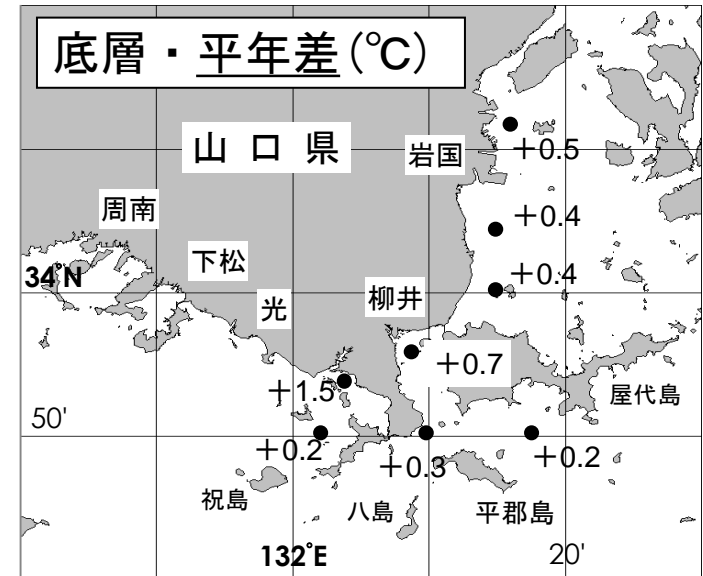 底層・平年差(℃)
山口県
岩国
+0.5
周南
+0.4
下松
34°N
+0.4
光
柳井
+0.7
+1.5
屋代島
50'
+0.2
+0.3
+0.2
祝島
八島
平郡島
132°E
20'